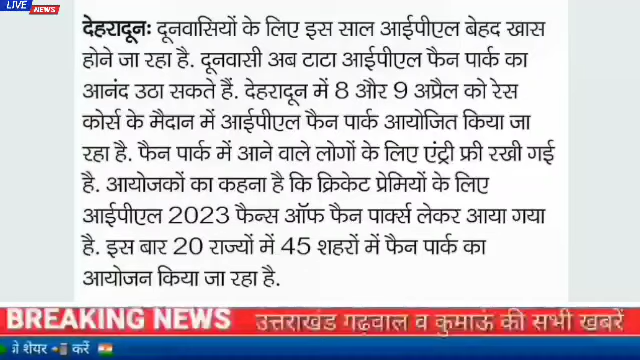 LIVE
NEWS
देहरादूनः दूनवासियों के लिए इस साल आईपीएल बेहद खास
होने जा रहा है. दूनवासी अब टाटा आईपीएल फैन पार्क का
आनंद उठा सकते हैं. देहरादून में 8 और 9 अप्रैल को रेस
कोर्स के मैदान में आईपीएल फैन पार्क आयोजित किया जा
रहा है. फैन पार्क में आने वाले लोगों के लिए एंट्री फ्री रखी गई
है. आयोजकों का कहना है कि क्रिकेट प्रेमियों के लिए
आईपीएल 2023 फैन्स ऑफ फैन पार्क्स लेकर आया गया
है. इस बार 20 राज्यों में 45 शहरों में फैन पार्क का
आयोजन किया जा रहा है.
BREAKING NEWS उत्तराखंड गढ़वाल व कुमाऊं की सभी खबरें
शेयर 📲 करें 🇮🇳